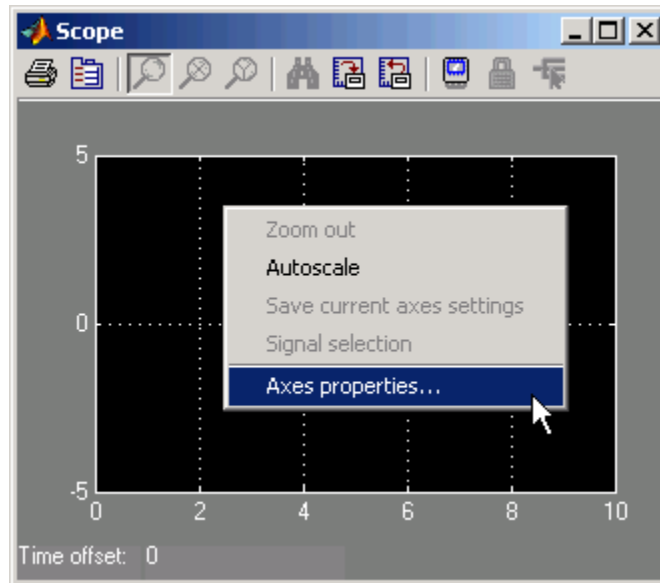 Scope
5
Zoom out
Autoscale
Save current axes settings
0
Signal selection
Axes properties...
-5
0 2 4 6 8 10
Time offset: 0